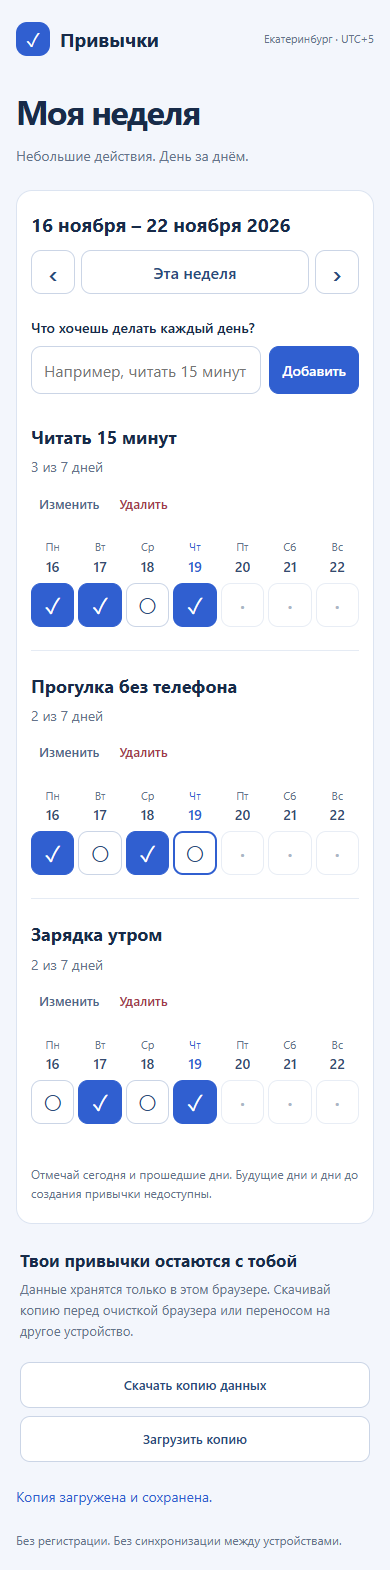 Привычки
Екатеринбург · UTC+5
Моя неделя
Небольшие действия. День за днём.
16 ноября – 22 ноября 2026
‹ Эта неделя ›
Что хочешь делать каждый день?
Например, читать 15 минут Добавить
Читать 15 минут
3 из 7 дней
Изменить Удалить
Пн Вт Ср Чт Пт Сб Вс
16 17 18 19 20 21 22
Прогулка без телефона
2 из 7 дней
Изменить Удалить
Пн Вт Ср Чт Пт Сб Вс
16 17 18 19 20 21 22
Зарядка утром
2 из 7 дней
Изменить Удалить
Пн Вт Ср Чт Пт Сб Вс
16 17 18 19 20 21 22
Отмечай сегодня и прошедшие дни. Будущие дни и дни до
создания привычки недоступны.
Твои привычки остаются с тобой
Данные хранятся только в этом браузере. Скачивай
копию перед очисткой браузера или переносом на
другое устройство.
Скачать копию данных
Загрузить копию
Копия загружена и сохранена.
Без регистрации. Без синхронизации между устройствами.